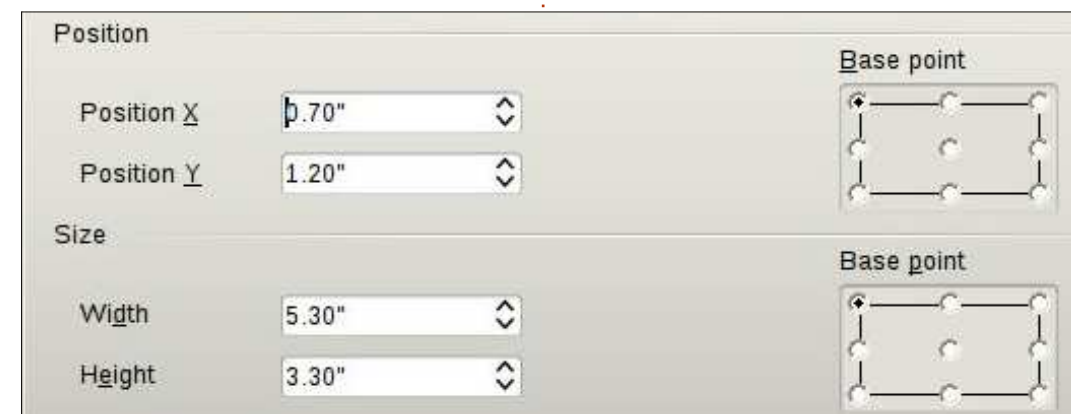 Position
Base point
Position X 0.70"
Position Y 1.20"
Size
Base point
Width 5.30"
Height 3.30"